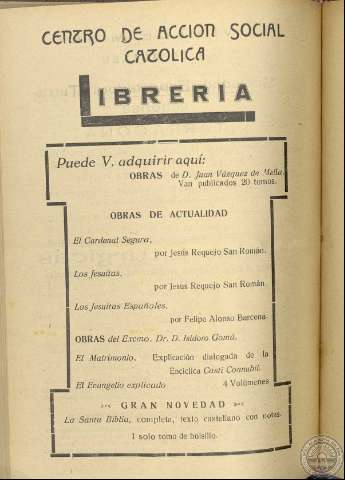 CENTRO DE ACCION SOCIAL
CATOLICA
LIBRERIA
Puede V. adquirir aquí:
OBRAS de D. Juan Vázquez de Mella.
Van publicados 20 tomos.
OBRAS DE ACTUALIDAD
El Cardenal Segura,
por Jesús Requejo San Román.
Los Jesuitas.
por Jesus Requejo San Román.
Los Jesuitas Españoles,
por Felipe Alonso Barcena
OBRAS del Excmo. Dr. D. Isidoro Gomá.
El Matrimonio. Explicación dialogada de la
Encíclica Casti Connubii.
El Evangelio explicado 4 Volúmenes
GRAN NOVEDAD
La Santa Biblia, completa, texto castellano con notas.
1 solo tomo de bolsillo.